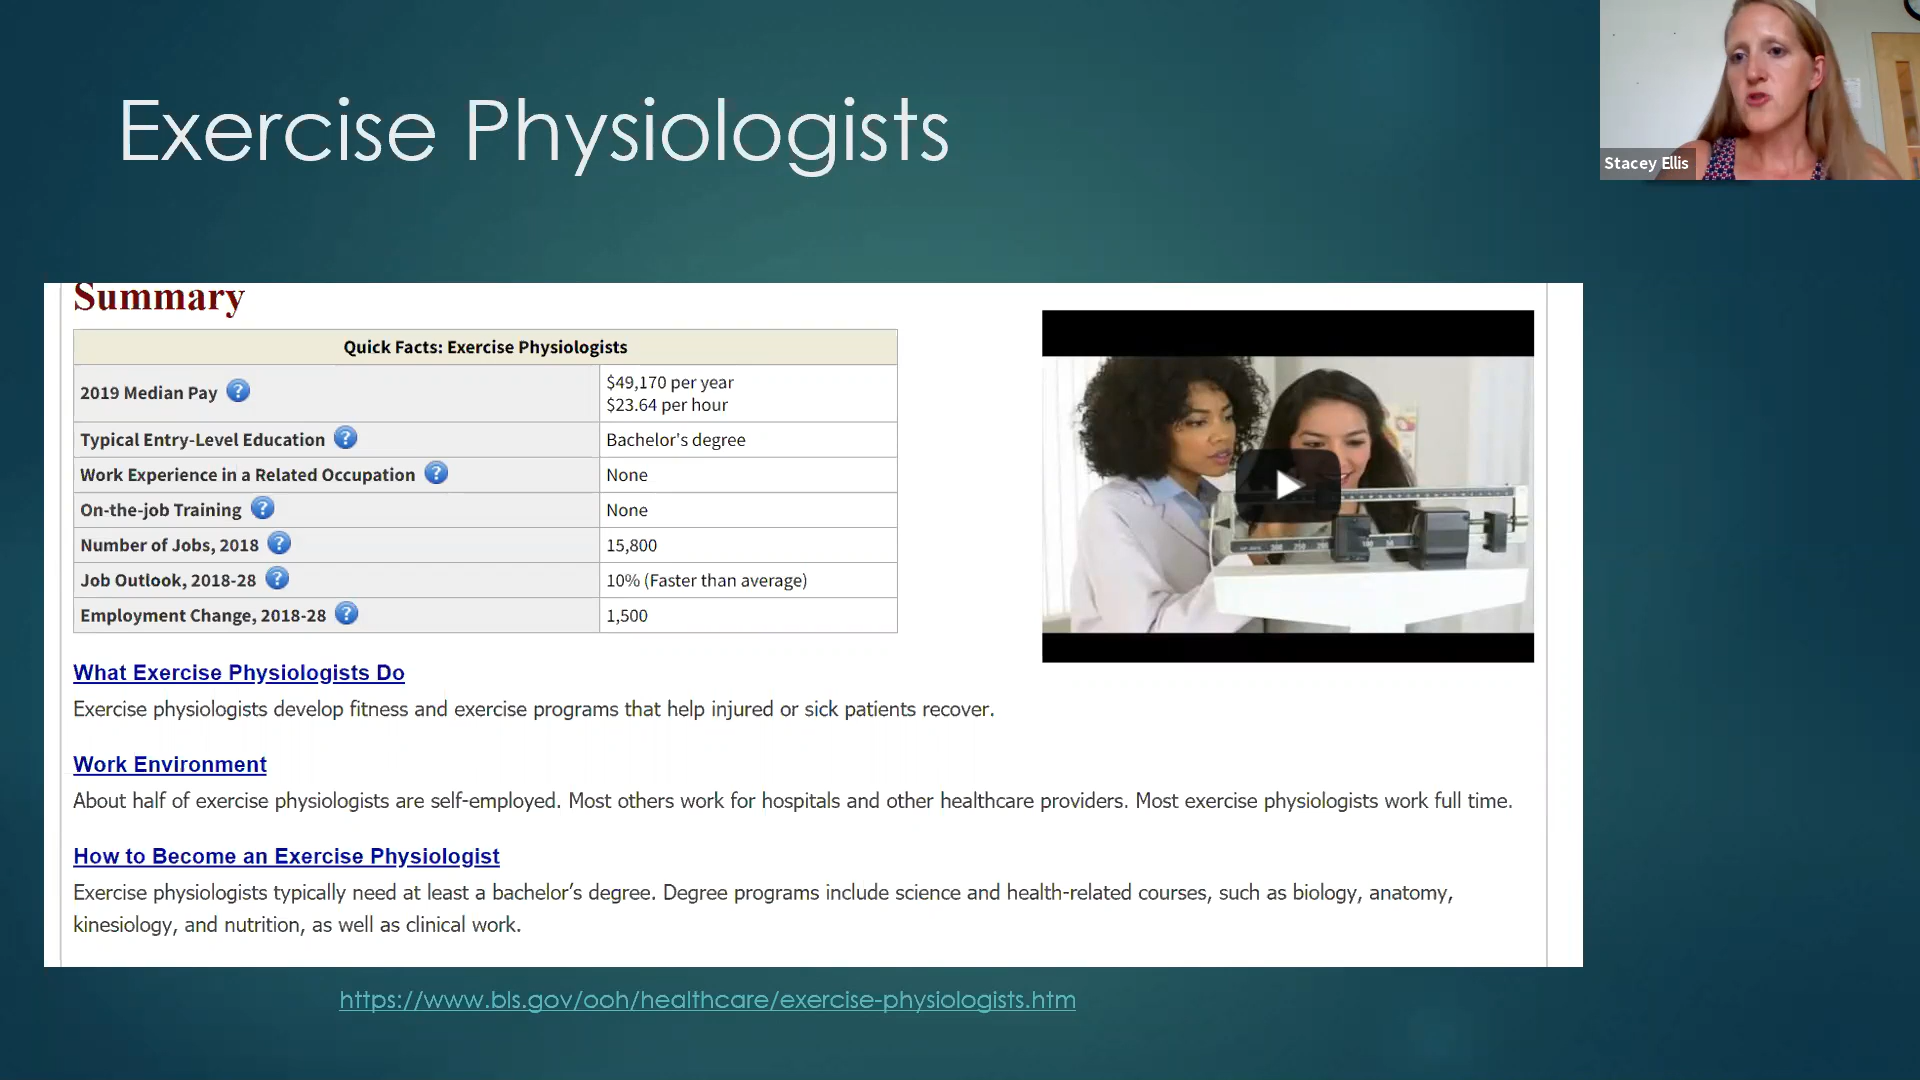 Exercise Physiologists
Stacey Ellis
Summary
Quick Facts: Exercise Physiologists
2019 Median Pay ? $49,170 per year
$23.64 per hour
Typical Entry-Level Education ? Bachelor's degree
Work Experience in a Related Occupation ? None
On-the-job Training ? None
Number of Jobs, 2018 ? 15,800
Job Outlook, 2018-28 ? 10% (Faster than average)
Employment Change, 2018-28 ? 1,500
What Exercise Physiologists Do
Exercise physiologists develop fitness and exercise programs that help injured or sick patients recover.
Work Environment
About half of exercise physiologists are self-employed. Most others work for hospitals and other healthcare providers. Most exercise physiologists work full time.
How to Become an Exercise Physiologist
Exercise physiologists typically need at least a bachelor’s degree. Degree programs include science and health-related courses, such as biology, anatomy,
kinesiology, and nutrition, as well as clinical work.
https://www.bls.gov/ooh/healthcare/exercise-physiologists.htm